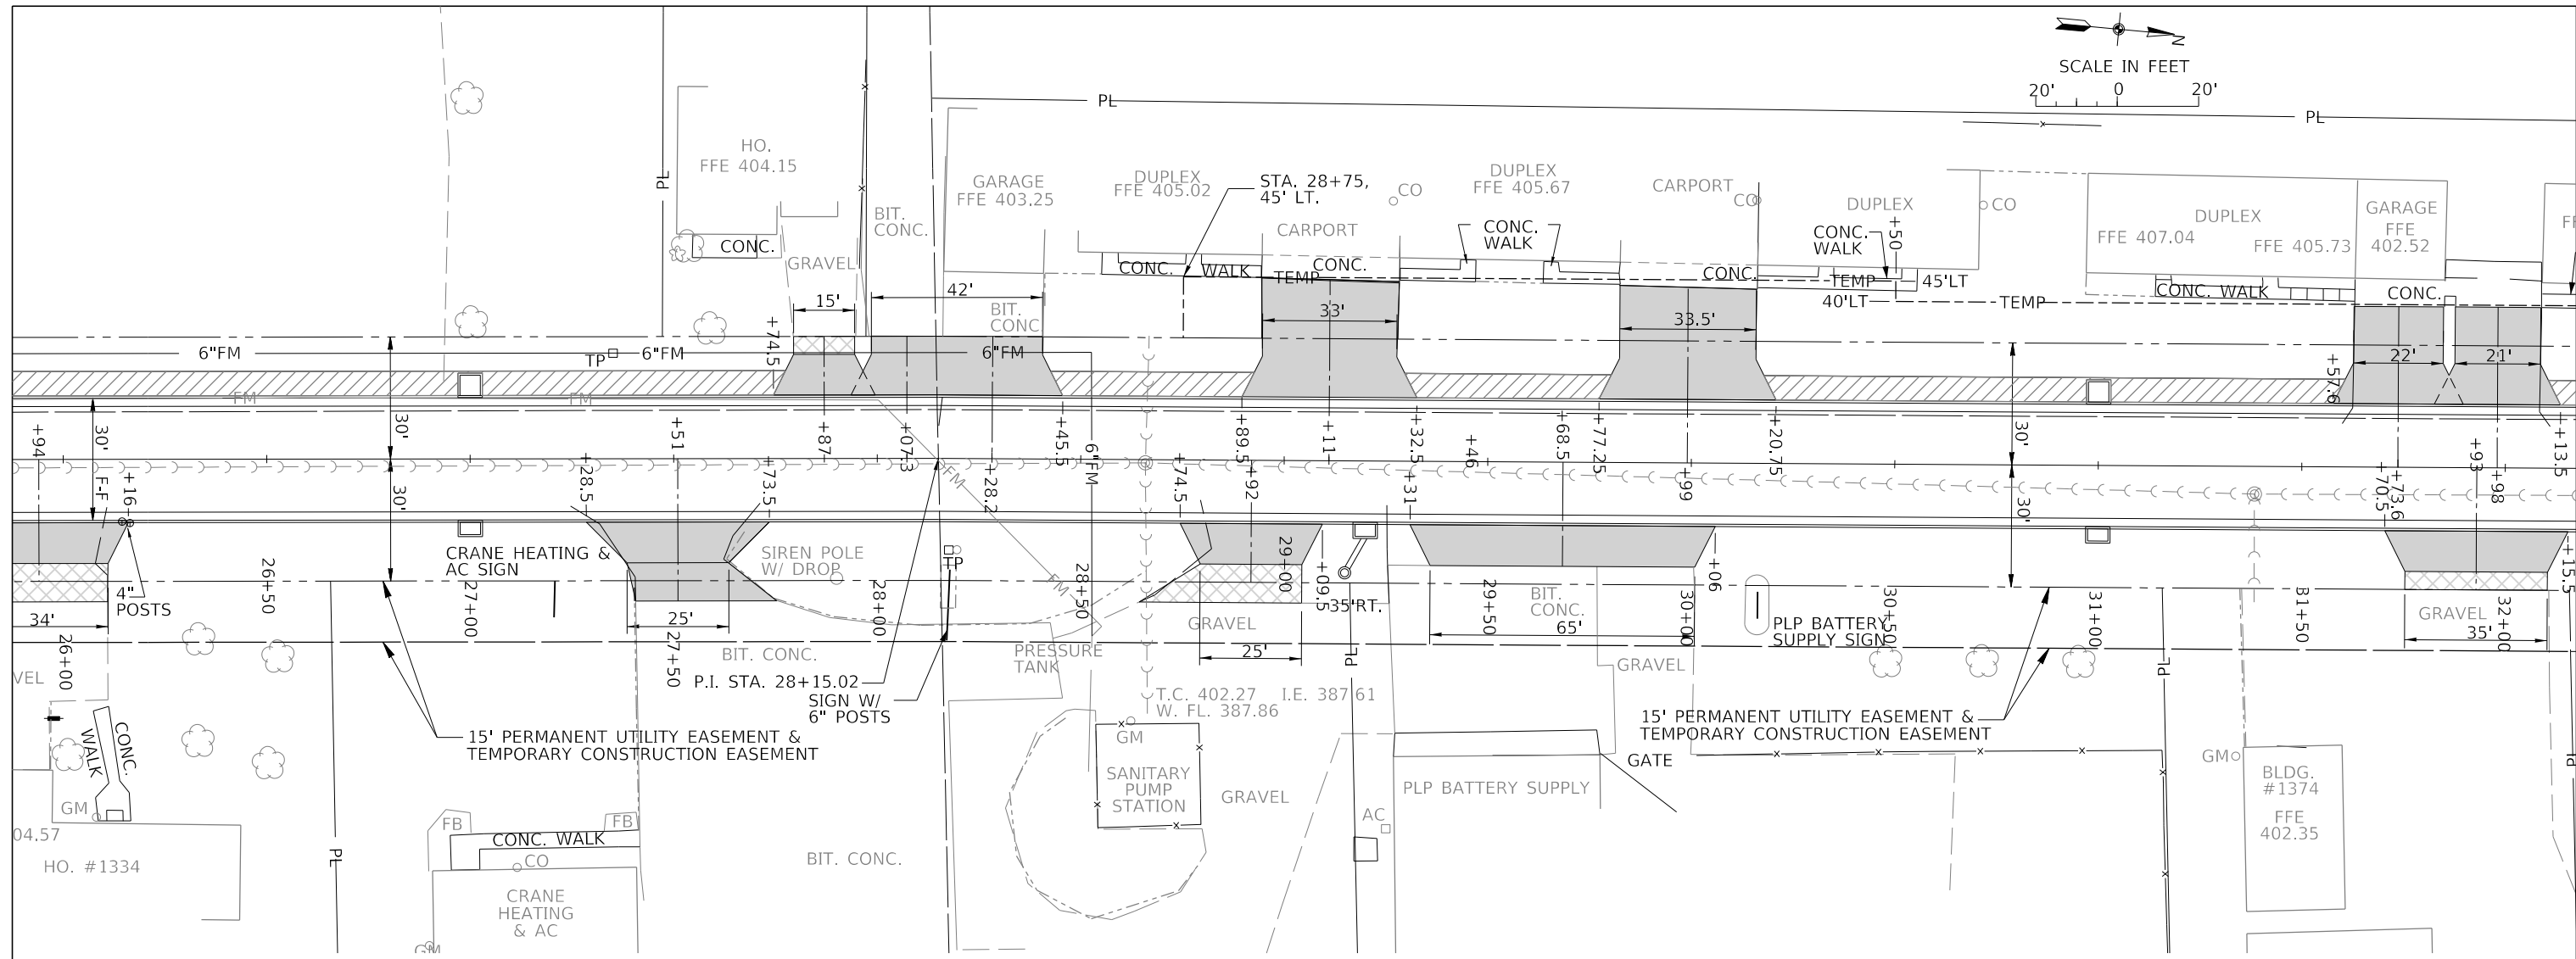 N
SCALE IN FEET
20' 0 20'
PL
PL
PL
HO.
FFE 404.15
CONC.
GRAVEL
BIT.
CONC.
GARAGE
FFE 403.25
DUPLEX
FFE 405.02
STA. 28+75,
45' LT.
CARPORT
CO
DUPLEX
FFE 405.67
CONC.
WALK
CARPORT
CO
DUPLEX
CONC.
WALK
+50
CO
DUPLEX
FFE 407.04
FFE 405.73
GARAGE
FFE
402.52
CONC.
WALK
TEMP
CONC.
CONC.
TEMP
45'LT
40'LT
TEMP
CONC. WALK
CONC.
15'
42'
BIT.
CONC
33'
33.5'
22'
21'
6"FM
TP
6"FM
6"FM
+74.5
+57.6
FM
FM
+94
30'
F-F
+16
30'
30'
+28.5
+51
+73.5
+87
+07.3
FM
+28.2
+45.5
6"FM
+74.5
+89.5
+92
+11
+32.5
+31
+46
+68.5
+77.25
+99
+20.75
30'
30'
+70.5
+73.6
+93
+98
+13.5
+15.5
4"
POSTS
34'
26+00
26+50
27+00
CRANE HEATING &
AC SIGN
25'
27+50
SIREN POLE
W/ DROP
28+00
TP
FM
28+50
29+00
+09.5
35'RT.
29+50
BIT.
CONC.
65'
30+00
+06
PLP BATTERY
SUPPLY SIGN
30+50
31+00
31+50
GRAVEL
35'
32+00
VEL
BIT. CONC.
P.I. STA. 28+15.02
SIGN W/
6" POSTS
PRESSURE
TANK
GRAVEL
25'
T.C. 402.27 I.E. 387.61
W. FL. 387.86
PL
GRAVEL
PL
15' PERMANENT UTILITY EASEMENT &
TEMPORARY CONSTRUCTION EASEMENT
15' PERMANENT UTILITY EASEMENT &
TEMPORARY CONSTRUCTION EASEMENT
CONC.
WALK
GM
04.57
HO. #1334
PL
FB
FB
CONC. WALK
CO
CRANE
HEATING
& AC
GM
BIT. CONC.
GM
SANITARY
PUMP
STATION
GRAVEL
AC
PLP BATTERY SUPPLY
GATE
GM
BLDG.
#1374
FFE
402.35
PL